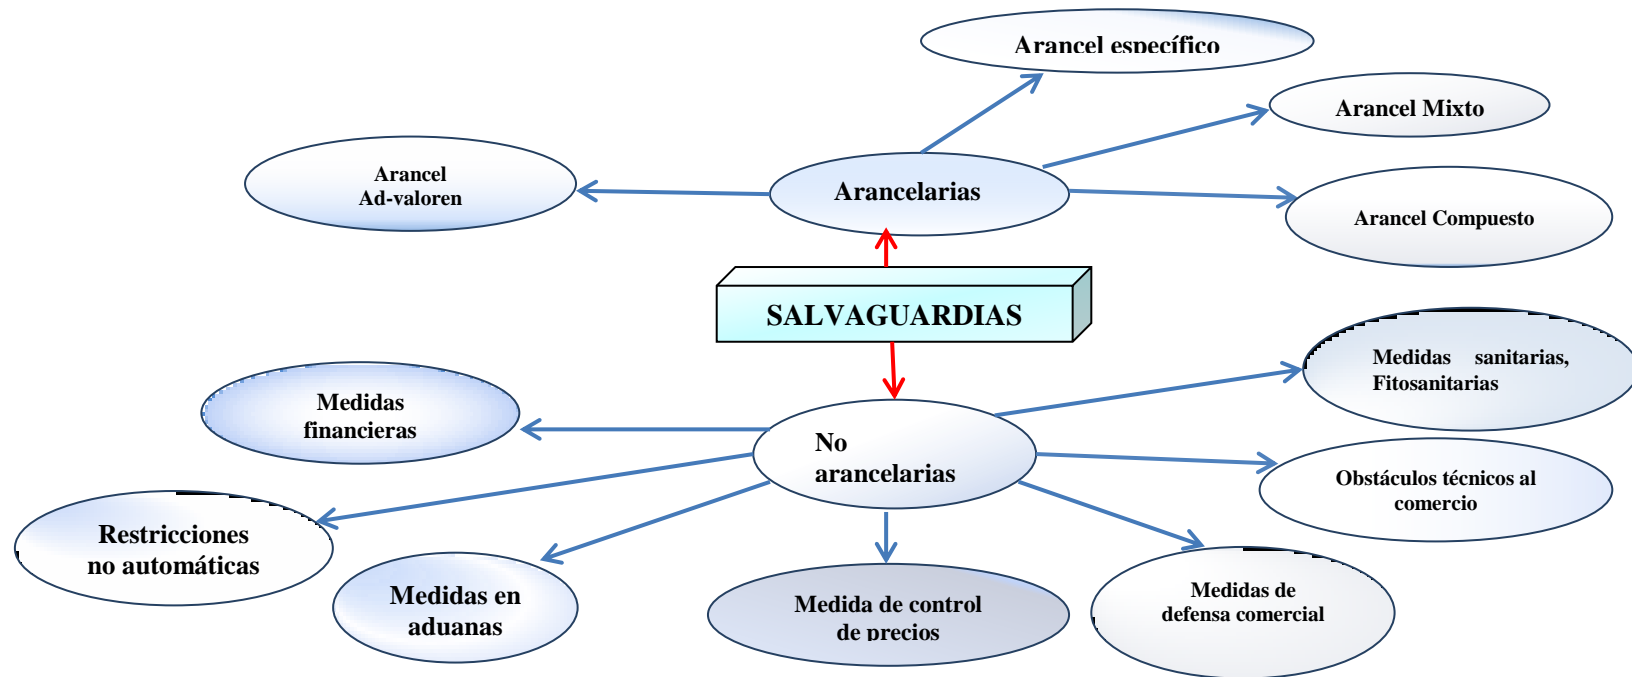 Arancel específico
Arancel Mixto
Arancel
Ad-valoren
Arancelarias
Arancel Compuesto
SALVAGUARDIAS
Medidas sanitarias,
Fitosanitarias
Medidas
financieras
No
arancelarias
Obstáculos técnicos al
comercio
Restricciones
no automáticas
Medidas en
aduanas
Medida de control
de precios
Medidas de
defensa comercial